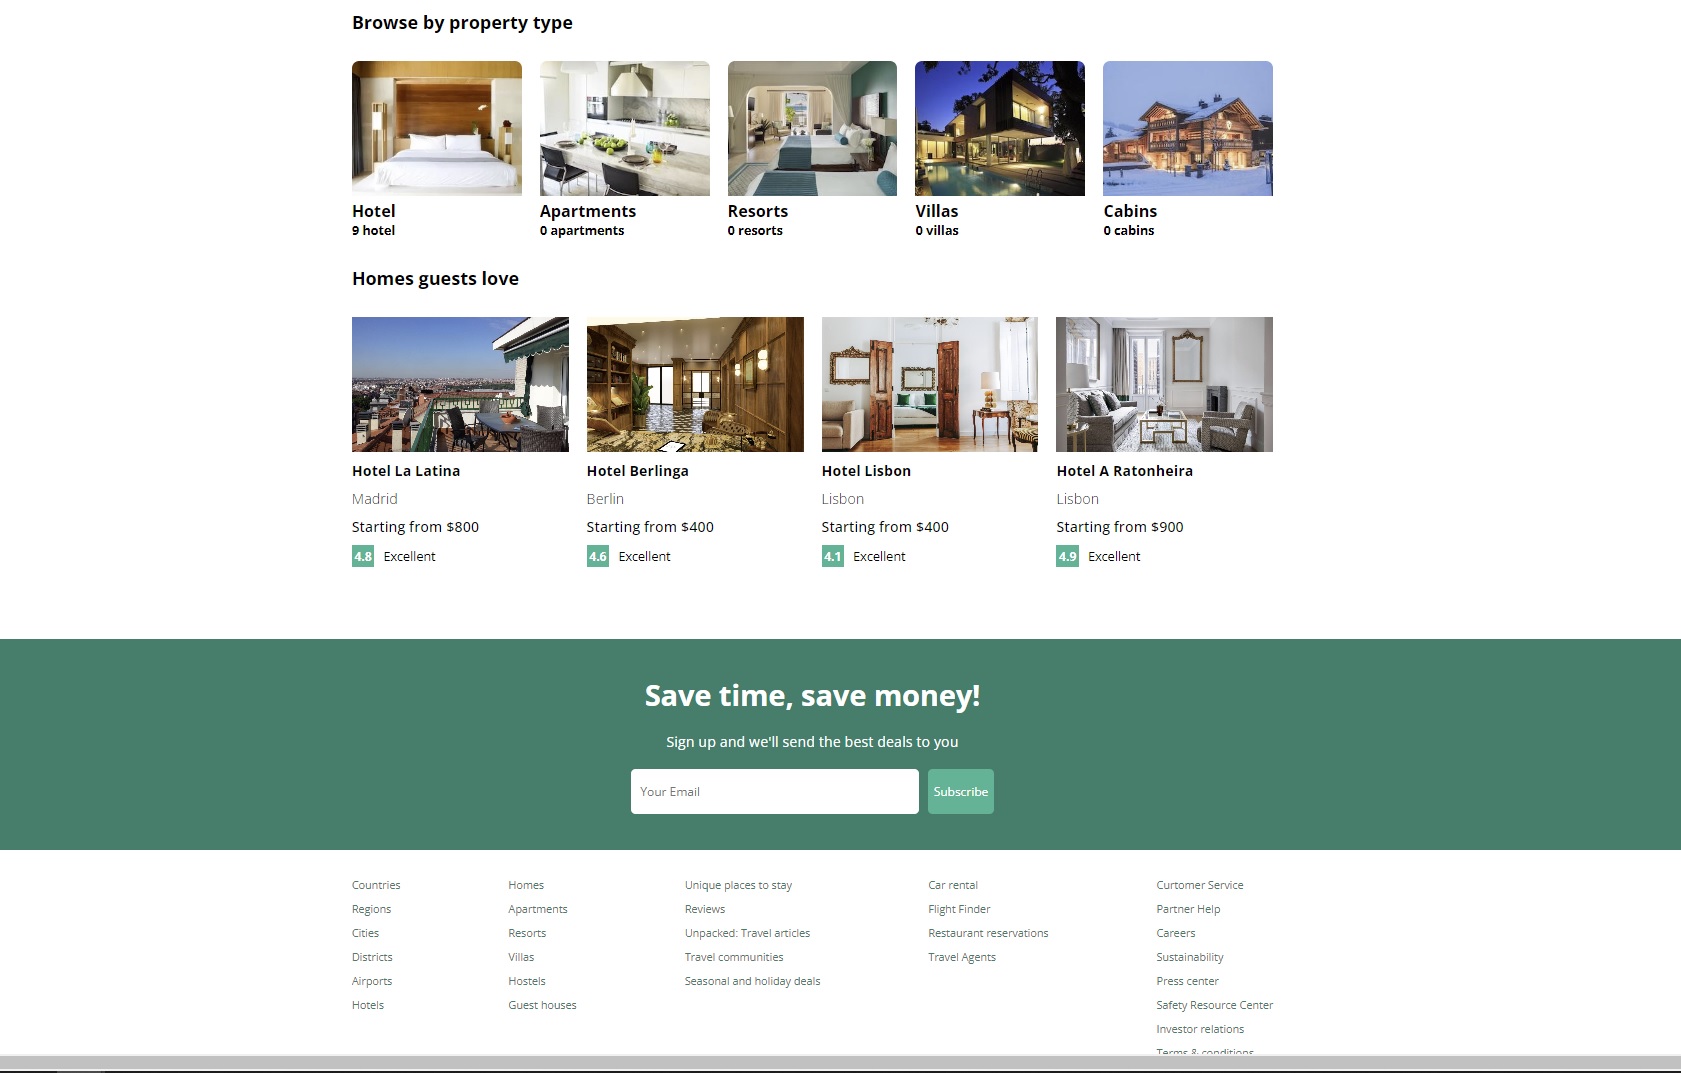 Browse by property type
Hotel
9 hotel
Apartments
0 apartments
Resorts
0 resorts
Villas
0 villas
Cabins
0 cabins
Homes guests love
Hotel La Latina
Madrid
Starting from $800
4.8 Excellent
Hotel Berlinga
Berlin
Starting from $400
4.6 Excellent
Hotel Lisbon
Lisbon
Starting from $400
4.1 Excellent
Hotel A Ratonheira
Lisbon
Starting from $900
4.9 Excellent
Save time, save money!
Sign up and we'll send the best deals to you
Your Email
Subscribe
Countries
Regions
Cities
Districts
Airports
Hotels
Homes
Apartments
Resorts
Villas
Hostels
Guest houses
Unique places to stay
Reviews
Unpacked: Travel articles
Travel communities
Seasonal and holiday deals
Car rental
Flight Finder
Restaurant reservations
Travel Agents
Curtomer Service
Partner Help
Careers
Sustainability
Press center
Safety Resource Center
Investor relations
Terms & conditions